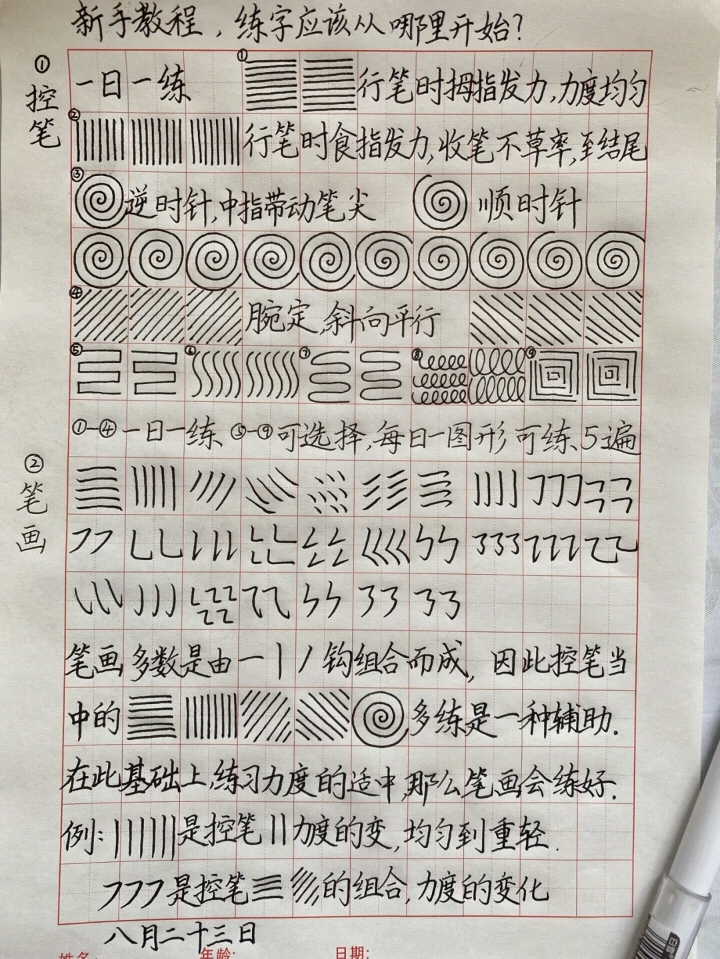 新手教程，练字应该从哪里开始？
①控笔
一日一练 ① 行笔时拇指发力，力度均匀
② 行笔时食指发力，收笔不草率，至结尾
③ 逆时针，中指带动笔尖 顺时针
④ 腕定，斜向平行
⑤ ⑥ ⑦ ⑧ ⑨
①-④一日一练 ⑤-⑨可选择，每日一图形可练5遍
②笔画
笔画多数是由一丨丿钩组合而成，因此控笔当
中的 多练是一种辅助.
在此基础上，练习力度的适中，那么笔画会练好.
例: 是控笔 力度的变，均匀到重轻.
是控笔 的组合，力度的变化
八月二十三日
姓名: 年龄: 日期: